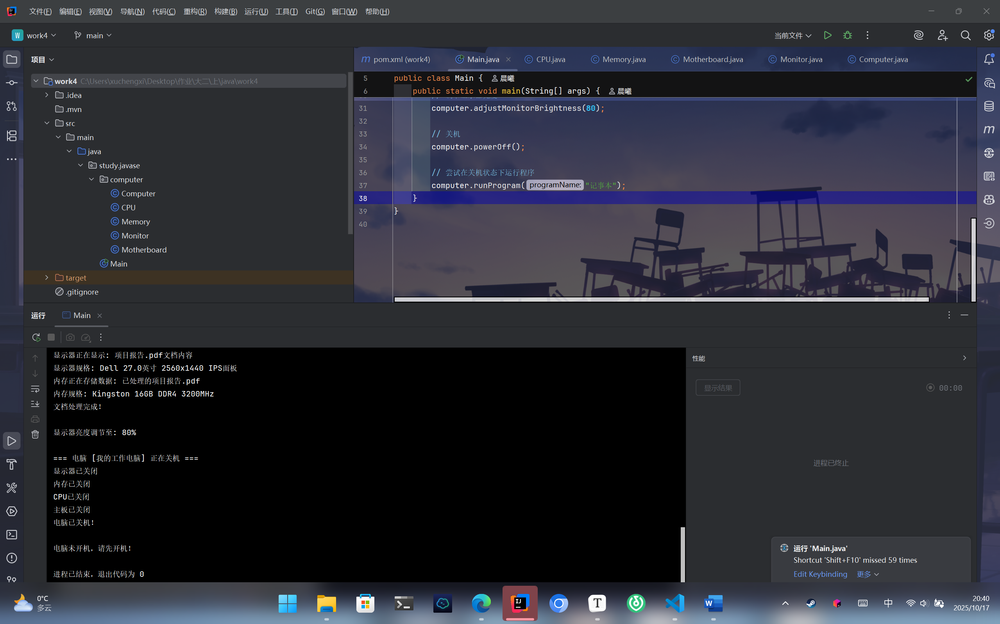 文件(F) 编辑(E) 视图(V) 导航(N) 代码(C) 重构(R) 构建(B) 运行(U) 工具(T) Git(G) 窗口(W) 帮助(H)
W work4 main 当前文件
项目
work4 C:\Users\xuchengxi\Desktop\作业\大二\上\java\work4
.idea
.mvn
src
main
java
study.javase
computer
Computer
CPU
Memory
Monitor
Motherboard
Main
target
.gitignore
pom.xml (work4) Main.java CPU.java Memory.java Motherboard.java Monitor.java Computer.java
5 public class Main { 晨曦
6 public static void main(String[] args) { 晨曦
31 computer.adjustMonitorBrightness(80);
32
33 // 关机
34 computer.powerOff();
35
36 // 尝试在关机状态下运行程序
37 computer.runProgram( programName: "记事本");
38 }
39 }
40
运行 Main
显示器正在显示: 项目报告.pdf文档内容
显示器规格: Dell 27.0英寸 2560x1440 IPS面板
内存正在存储数据: 已处理的项目报告.pdf
内存规格: Kingston 16GB DDR4 3200MHz
文档处理完成!
显示器亮度调节至: 80%
=== 电脑 [我的工作电脑] 正在关机 ===
显示器已关闭
内存已关闭
CPU已关闭
主板已关闭
电脑已关机!
电脑未开机，请先开机!
进程已结束，退出代码为 0
性能
显示结果 00:00
进程已终止
运行 'Main.java'
Shortcut 'Shift+F10' missed 59 times
Edit Keybinding 更多
0°C
多云
中
20:40
2025/10/17